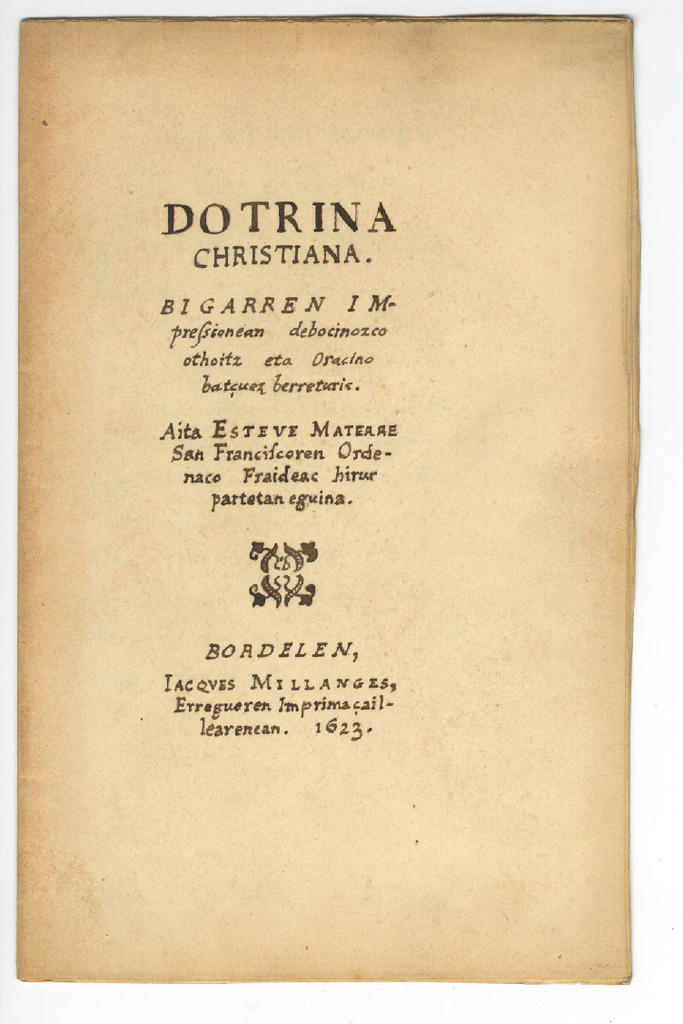 DOTRINA
CHRISTIANA.
BIGARREN IM-
preſsionean debocinozco
othoitz eta Oracino
batçuez berreturic.
Aita ESTEVE MATERRE
San Franciſcoren Orde-
naco Fraideac hirur
partetan eguina.
BORDELEN,
IACQVES MILLANGES,
Erregueren Imprimaçail-
learenean. 1623.